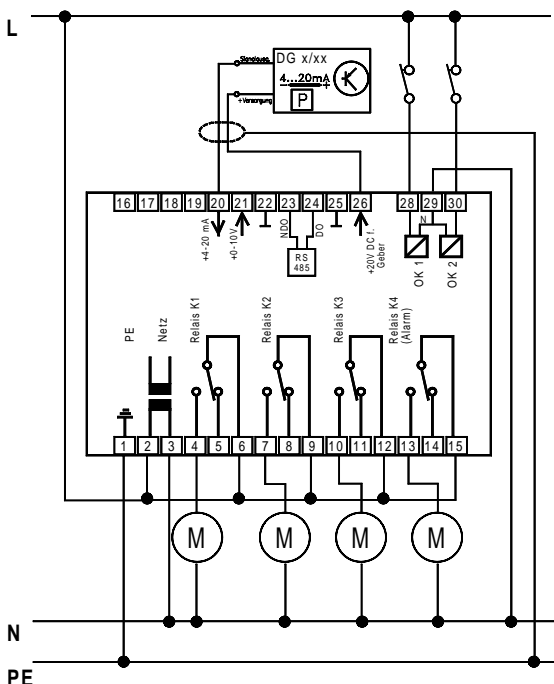 L
DG x/xx
Signalausg.
4...20mA
- +
P
+Versorgung
16 17 18 19 20 21 22 23 24 25 26 28 29 30
+4-20 mA
+0-10V
NDO
DO
RS
485
+20V DC f.
Geber
N
OK 1
OK 2
PE
Netz
Relais K1
Relais K2
Relais K3
Relais K4
(Alarm)
1 2 3 4 5 6 7 8 9 10 11 12 13 14 15
M M M M
N
PE